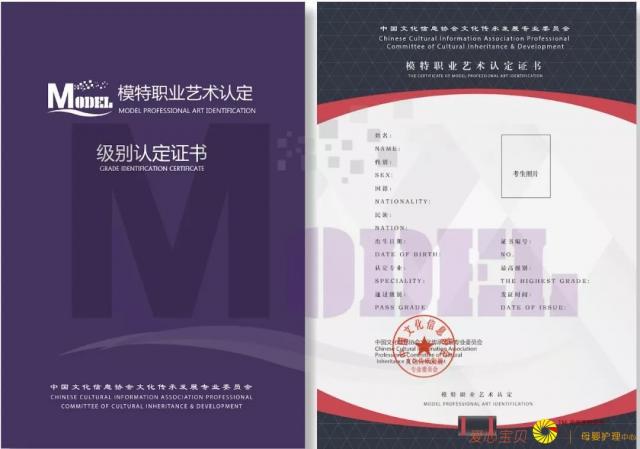 MODEL 模特职业艺术认定
MODEL PROFESSIONAL ART IDENTIFICATION
级别认定证书
GRADE IDENTIFICATION CERTIFICATE
中国文化信息协会文化传承发展专业委员会
CHINESE CULTURAL INFORMATION ASSOCIATION PROFESSIONAL
COMMITTEE OF CULTURAL INHERITANCE & DEVELOPMENT
中国文化信息协会文化传承发展专业委员会
Chinese Cultural Information Association Professional
Committee of Cultural Inheritance & Development
模特职业艺术认定证书
THE CERTIFICATE OF MODEL PROFESSIONAL ART IDENTIFICATION
MODEL
姓名:
NAME:
性别:
SEX:
考生照片
国籍:
NATIONALITY:
民族:
NATION:
出生日期: 证书编号:
DATE OF BIRTH: NO.
认定专业: 最高级别:
SPECIALITY: THE HIGHEST GRADE:
通过级别: 发证时间:
PASS GRADE: DATE OF ISSUE:
中国文化信息协会文化传承发展专业委员会
Chinese Cultural Information Association
Professional Committee of Cultural
Inheritance & Development
专业委员会
模特职业艺术认定
MODEL PROFESSIONAL ART IDENTIFICATION
爱心宝贝 母婴护理中心